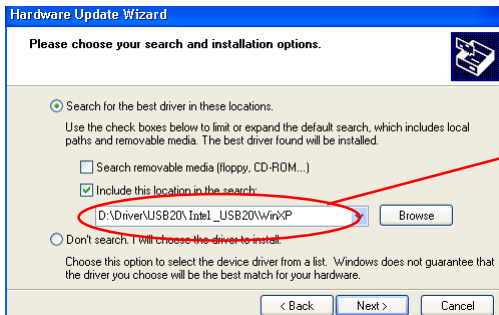 Hardware Update Wizard
Please choose your search and installation options.
Search for the best driver in these locations.
Use the check boxes below to limit or expand the default search, which includes local
paths and removable media. The best driver found will be installed.
Search removable media (floppy, CD-ROM...)
Include this location in the search:
D:\Driver\USB20\ Intel _USB20\WinXP
Browse
Don't search. I will choose the driver to install.
Choose this option to select the device driver from a list. Windows does not guarantee that
the driver you choose will be the best match for your hardware.
< Back
Next >
Cancel